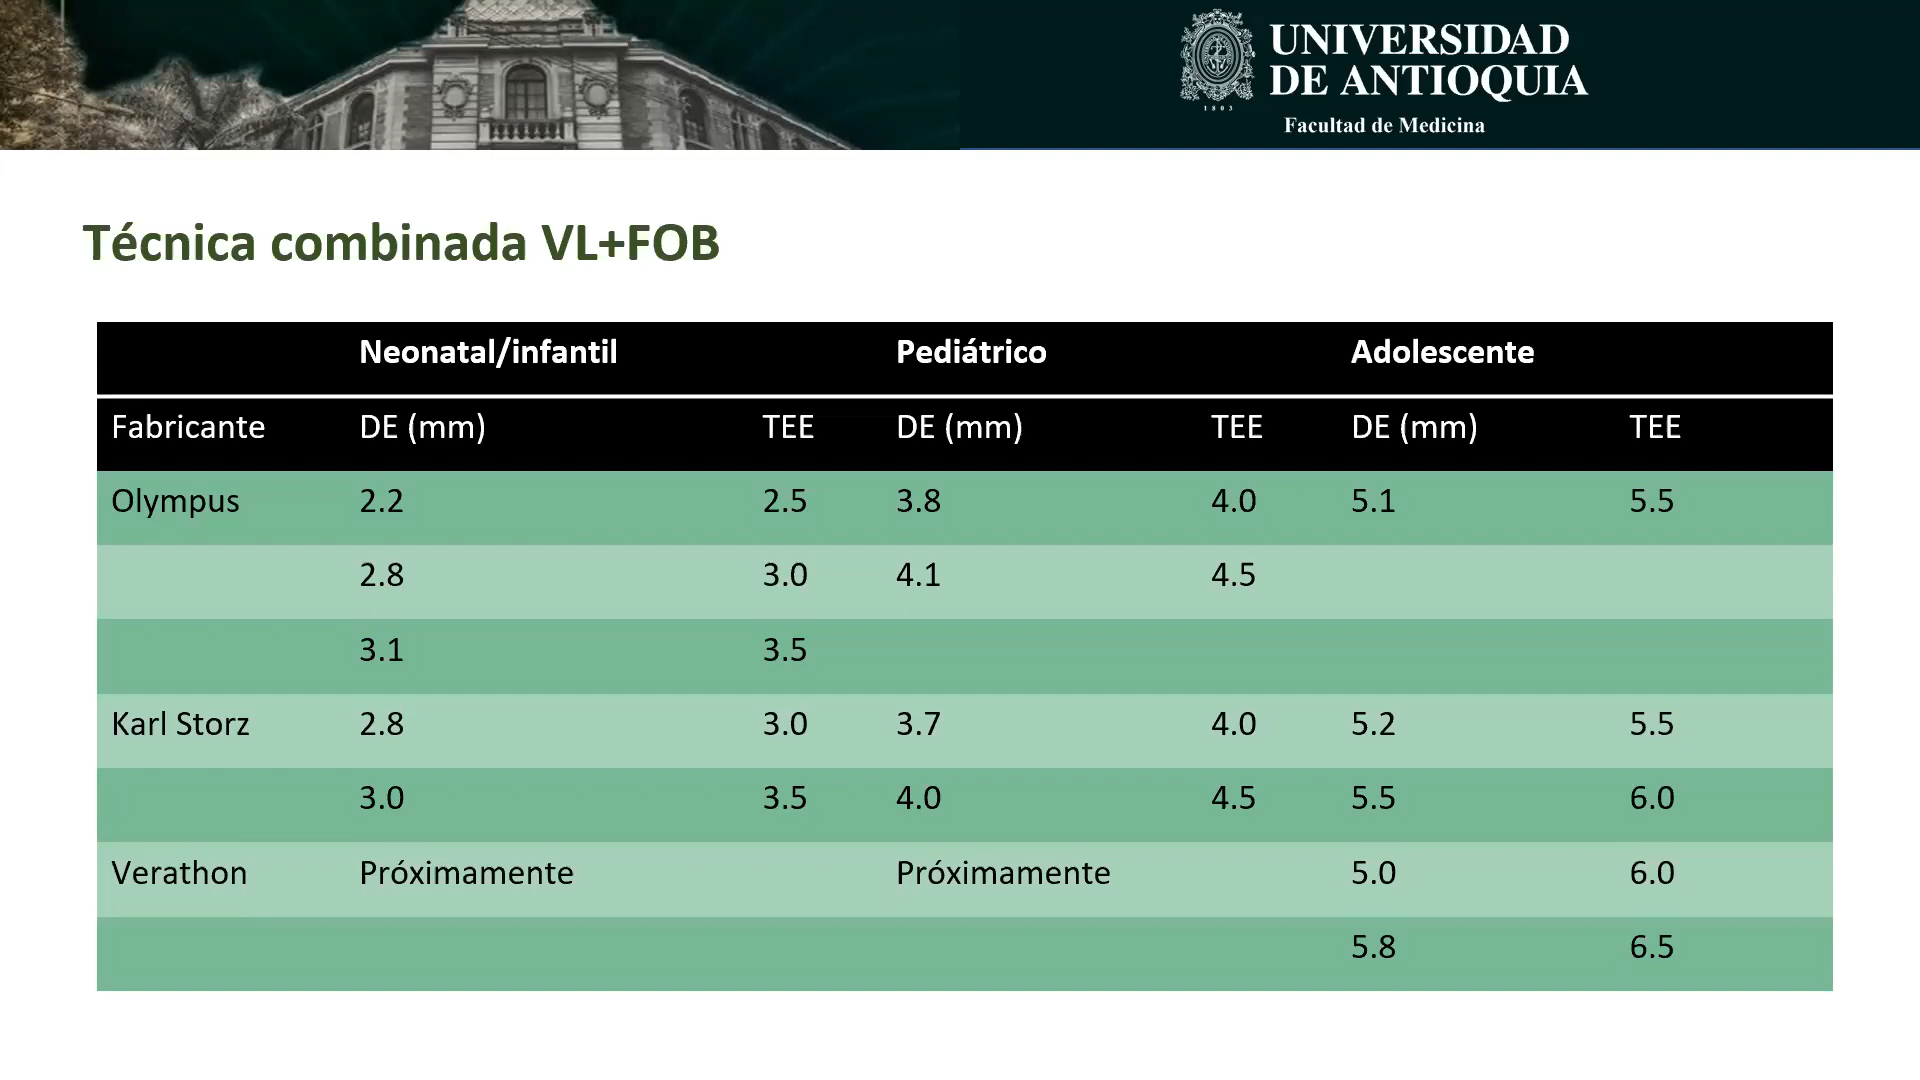 UNIVERSIDAD
DE ANTIOQUIA
1803
Facultad de Medicina
Técnica combinada VL+FOB
Neonatal/infantil Pediátrico Adolescente
Fabricante DE (mm) TEE DE (mm) TEE DE (mm) TEE
Olympus 2.2 2.5 3.8 4.0 5.1 5.5
2.8 3.0 4.1 4.5
3.1 3.5
Karl Storz 2.8 3.0 3.7 4.0 5.2 5.5
3.0 3.5 4.0 4.5 5.5 6.0
Verathon Próximamente Próximamente 5.0 6.0
5.8 6.5